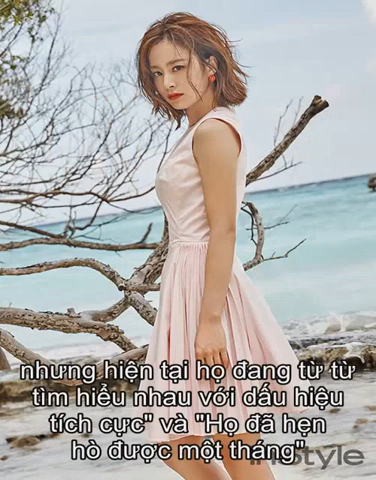 nhưng hiện tại họ đang từ từ
tìm hiểu nhau với dấu hiệu
tích cực" và "Họ đã hẹn
hò được một tháng"
InStyle